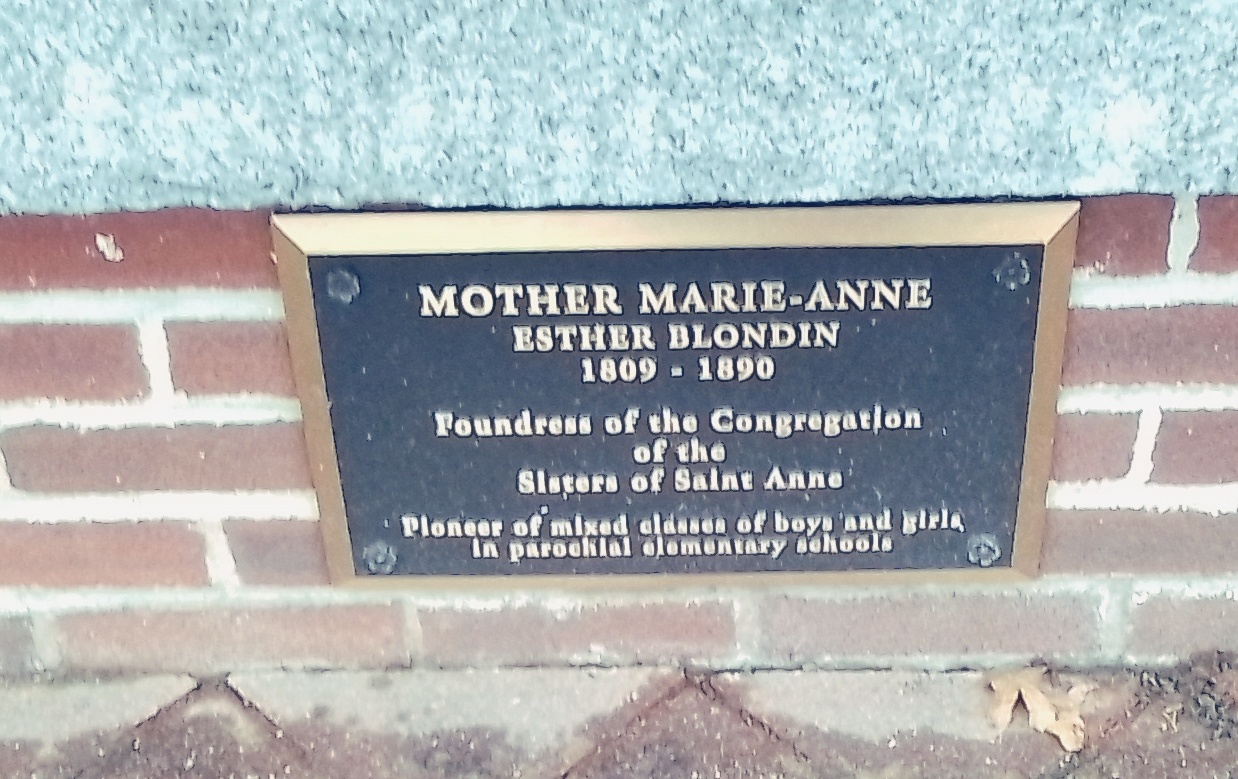 MOTHER MARIE-ANNE
ESTHER BLONDIN
1809 - 1890
Foundress of the Congregation
of the
Sisters of Saint Anne
Pioneer of mixed classes of boys and girls
in parochial elementary schools